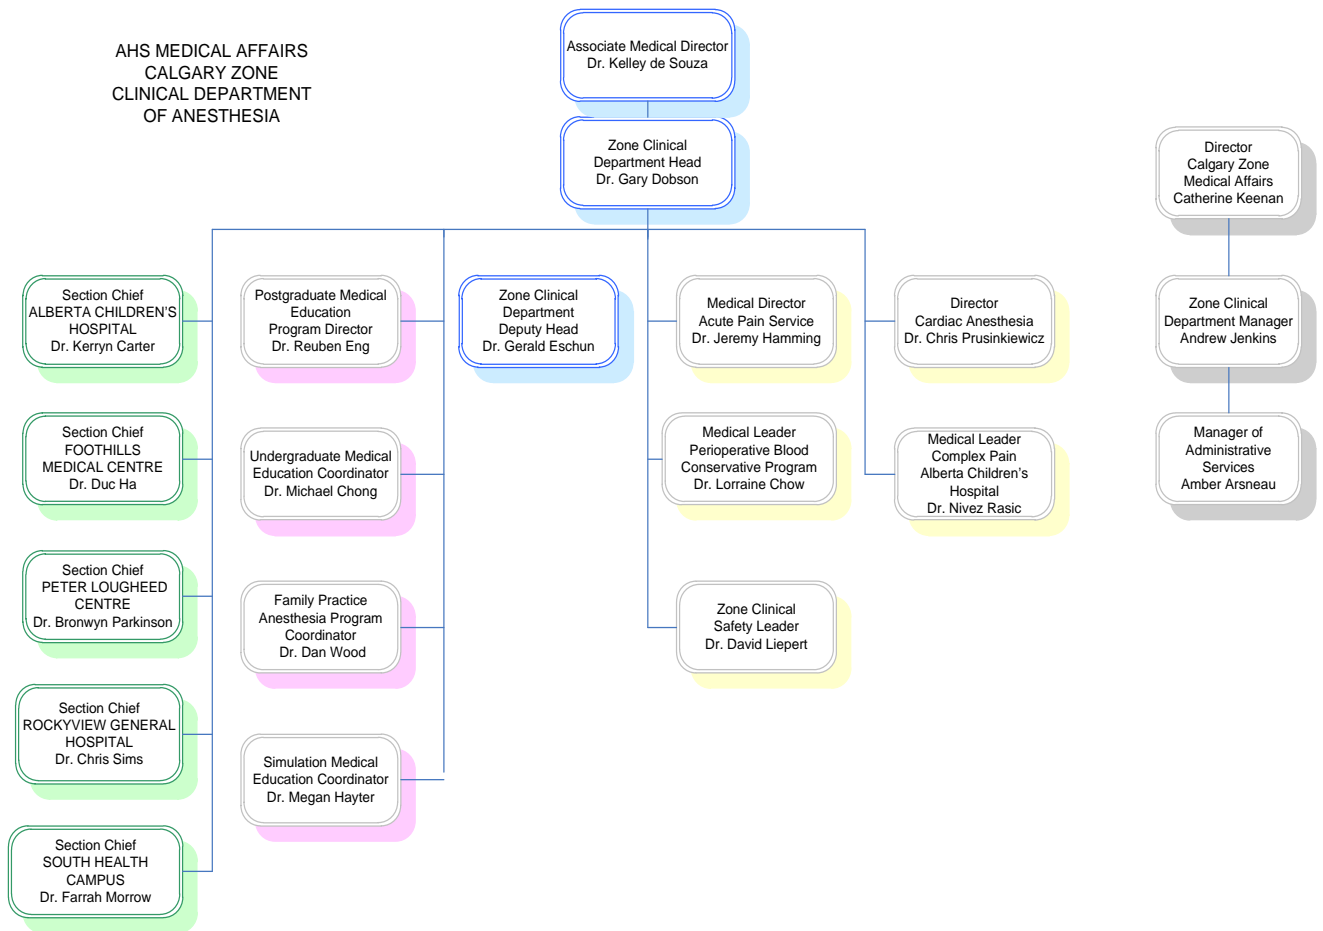 AHS MEDICAL AFFAIRS
CALGARY ZONE
CLINICAL DEPARTMENT
OF ANESTHESIA
Associate Medical Director
Dr. Kelley de Souza
Zone Clinical
Department Head
Dr. Gary Dobson
Director
Calgary Zone
Medical Affairs
Catherine Keenan
Section Chief
ALBERTA CHILDREN'S
HOSPITAL
Dr. Kerryn Carter
Postgraduate Medical
Education
Program Director
Dr. Reuben Eng
Zone Clinical
Department
Deputy Head
Dr. Gerald Eschun
Medical Director
Acute Pain Service
Dr. Jeremy Hamming
Director
Cardiac Anesthesia
Dr. Chris Prusinkiewicz
Zone Clinical
Department Manager
Andrew Jenkins
Section Chief
FOOTHILLS
MEDICAL CENTRE
Dr. Duc Ha
Undergraduate Medical
Education Coordinator
Dr. Michael Chong
Medical Leader
Perioperative Blood
Conservative Program
Dr. Lorraine Chow
Medical Leader
Complex Pain
Alberta Children's
Hospital
Dr. Nivez Rasic
Manager of
Administrative
Services
Amber Arsneau
Section Chief
PETER LOUGHEED
CENTRE
Dr. Bronwyn Parkinson
Family Practice
Anesthesia Program
Coordinator
Dr. Dan Wood
Zone Clinical
Safety Leader
Dr. David Liepert
Section Chief
ROCKYVIEW GENERAL
HOSPITAL
Dr. Chris Sims
Simulation Medical
Education Coordinator
Dr. Megan Hayter
Section Chief
SOUTH HEALTH
CAMPUS
Dr. Farrah Morrow